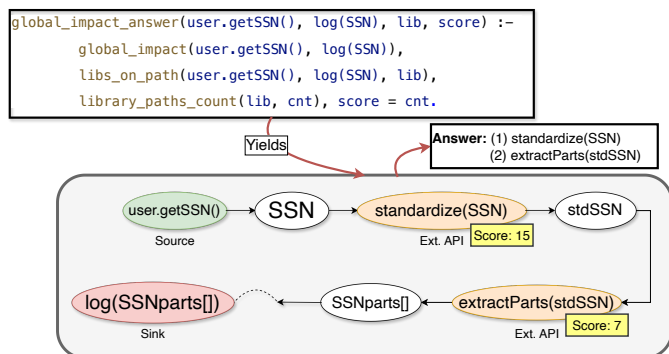 global_impact_answer(user.getSSN(), log(SSN), lib, score) :-
global_impact(user.getSSN(), log(SSN)),
libs_on_path(user.getSSN(), log(SSN), lib),
library_paths_count(lib, cnt), score = cnt.
Yields
Answer: (1) standardize(SSN)
(2) extractParts(stdSSN)
user.getSSN()
SSN
standardize(SSN)
stdSSN
Source
Ext. API
Score: 15
log(SSNparts[])
SSNparts[]
extractParts(stdSSN)
Sink
Ext. API
Score: 7